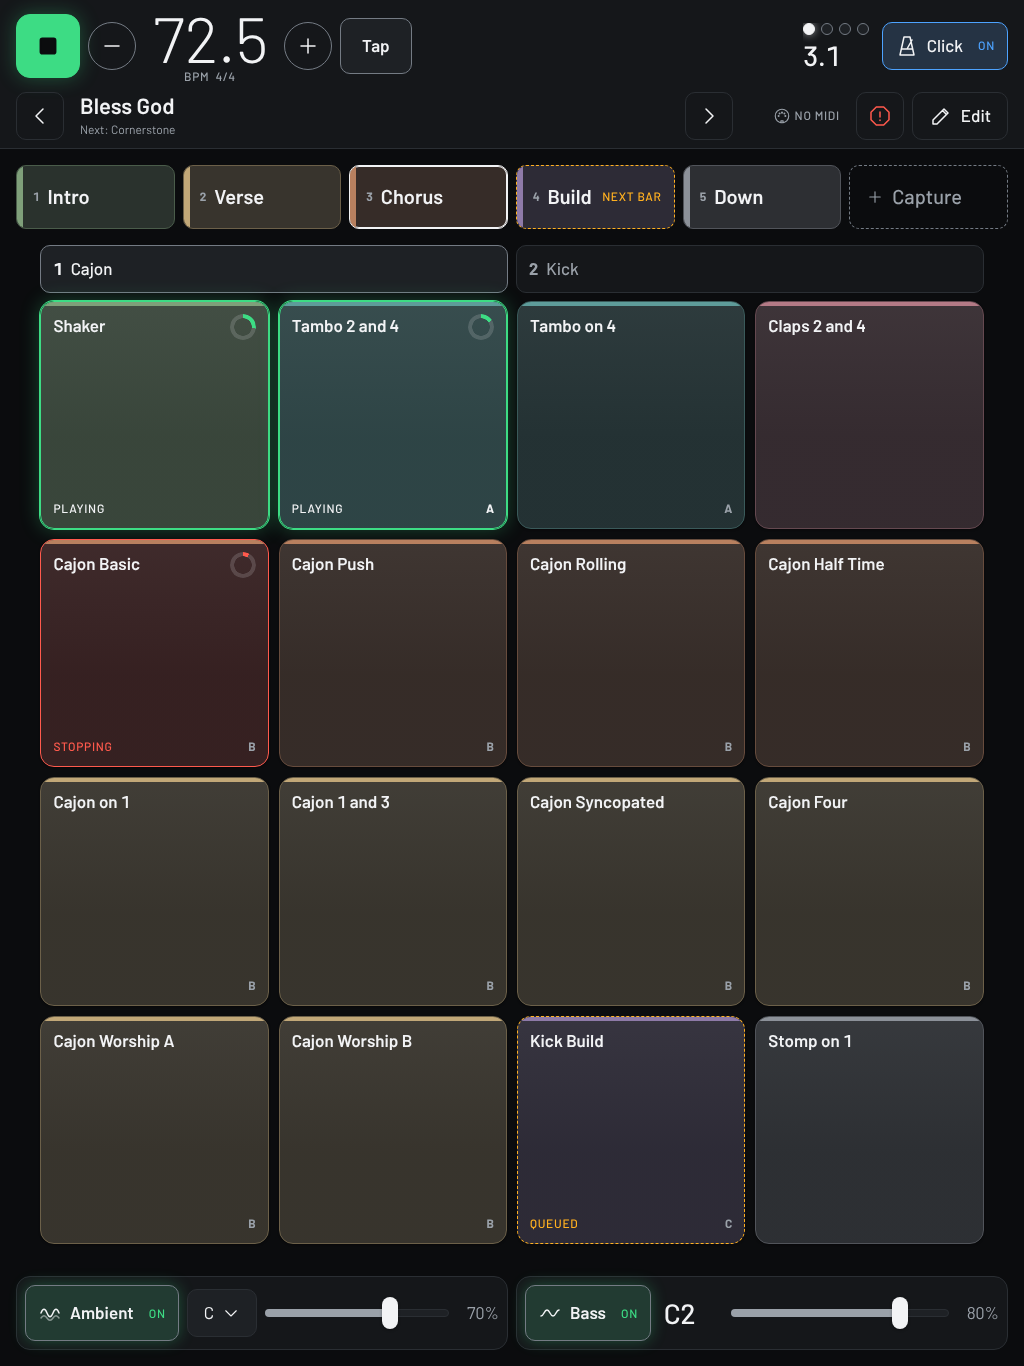 72.5
BPM 4/4
Tap
3.1
Click ON
Bless God
Next: Cornerstone
NO MIDI
Edit
1 Intro
2 Verse
3 Chorus
4 Build NEXT BAR
5 Down
+ Capture
1 Cajon
2 Kick
Shaker
PLAYING
Tambo 2 and 4
PLAYING A
Tambo on 4
A
Claps 2 and 4
Cajon Basic
STOPPING B
Cajon Push
B
Cajon Rolling
B
Cajon Half Time
B
Cajon on 1
B
Cajon 1 and 3
B
Cajon Syncopated
B
Cajon Four
B
Cajon Worship A
B
Cajon Worship B
B
Kick Build
QUEUED C
Stomp on 1
Ambient ON
C
70%
Bass ON
C2
80%